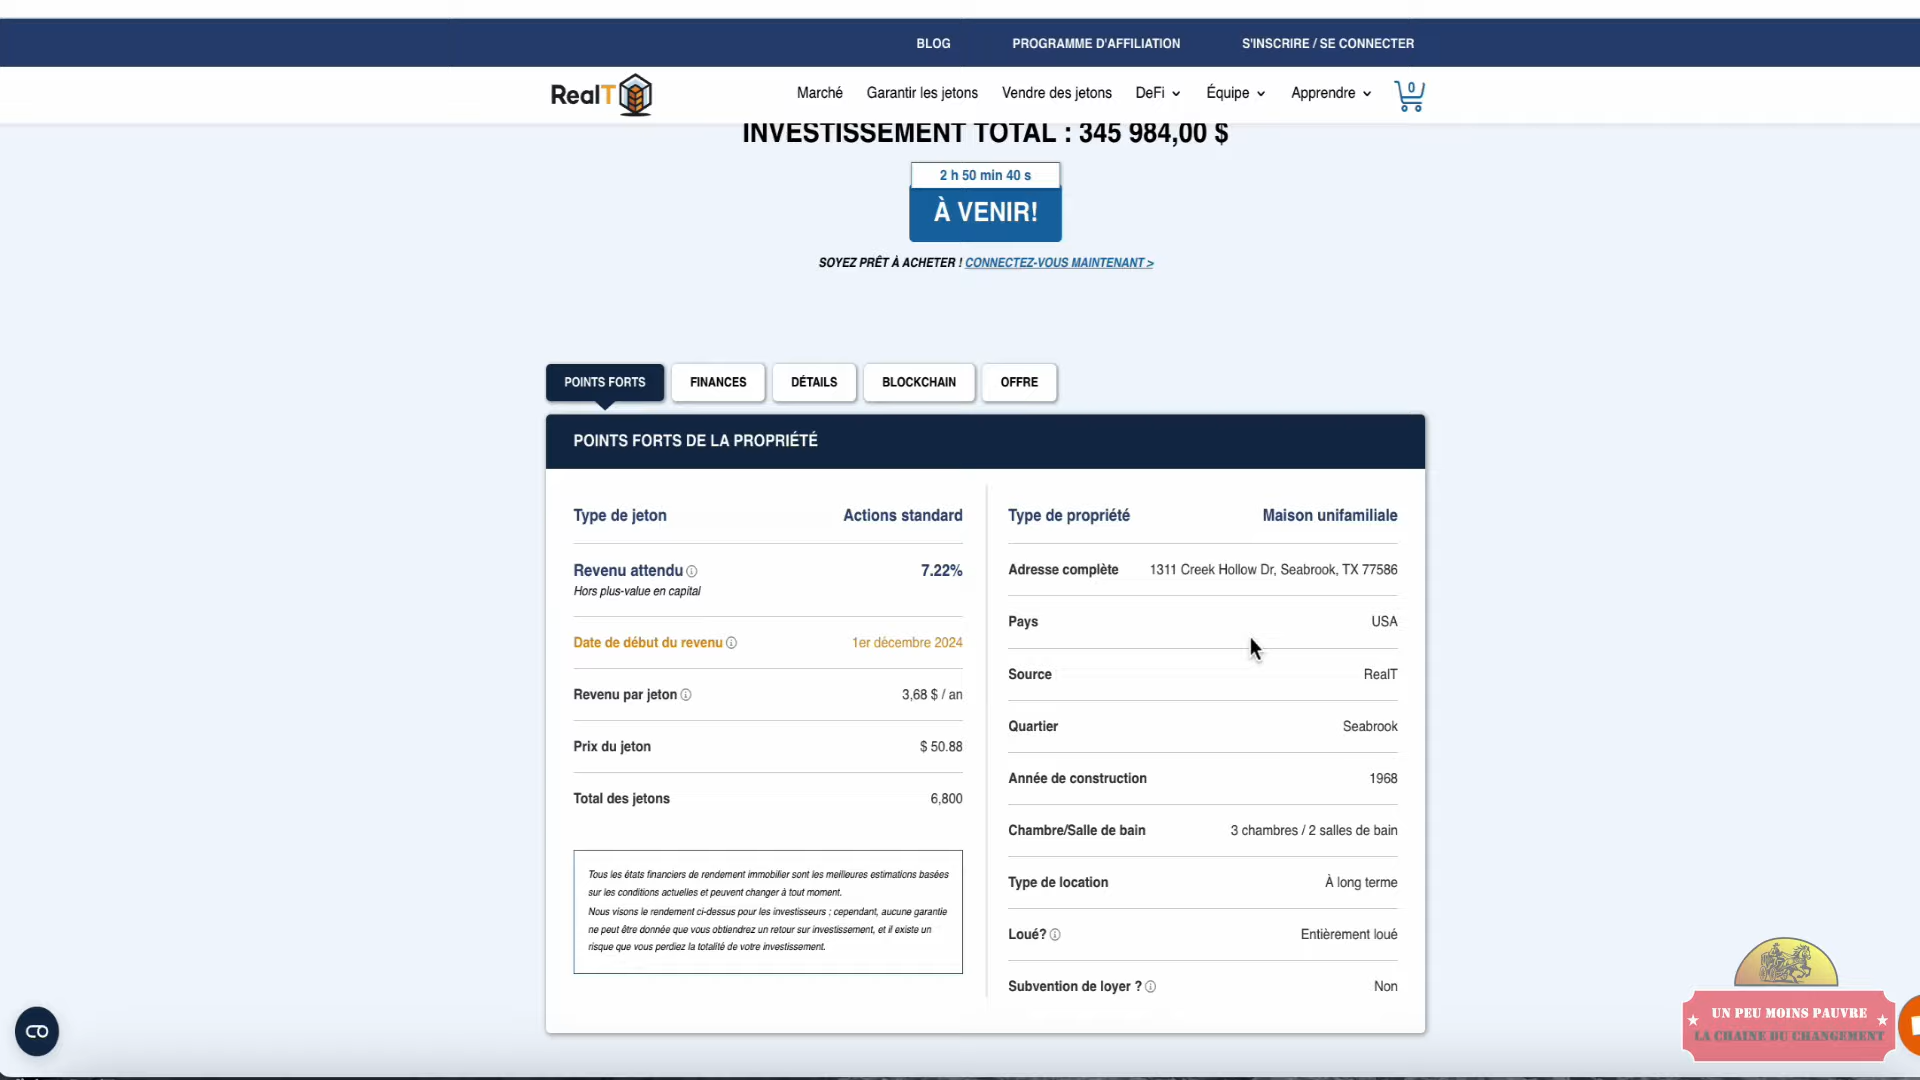 BLOG PROGRAMME D'AFFILIATION S'INSCRIRE / SE CONNECTER
RealT Marché Garantir les jetons Vendre des jetons DeFi Équipe Apprendre 0
INVESTISSEMENT TOTAL : 345 984,00 $
2 h 50 min 40 s
À VENIR!
SOYEZ PRÊT À ACHETER ! CONNECTEZ-VOUS MAINTENANT >
POINTS FORTS FINANCES DÉTAILS BLOCKCHAIN OFFRE
POINTS FORTS DE LA PROPRIÉTÉ
Type de jeton Actions standard
Revenu attendu 7.22%
Hors plus-value en capital
Date de début du revenu 1er décembre 2024
Revenu par jeton 3,68 $ / an
Prix du jeton $ 50.88
Total des jetons 6,800
Tous les états financiers de rendement immobilier sont les meilleures estimations basées
sur les conditions actuelles et peuvent changer à tout moment.
Nous visons le rendement ci-dessus pour les investisseurs ; cependant, aucune garantie
ne peut être donnée que vous obtiendrez un retour sur investissement, et il existe un
risque que vous perdiez la totalité de votre investissement.
Type de propriété Maison unifamiliale
Adresse complète 1311 Creek Hollow Dr, Seabrook, TX 77586
Pays USA
Source RealT
Quartier Seabrook
Année de construction 1968
Chambre/Salle de bain 3 chambres / 2 salles de bain
Type de location À long terme
Loué? Entièrement loué
Subvention de loyer ? Non
UN PEU MOINS PAUVRE
LA CHAINE DU CHANGEMENT